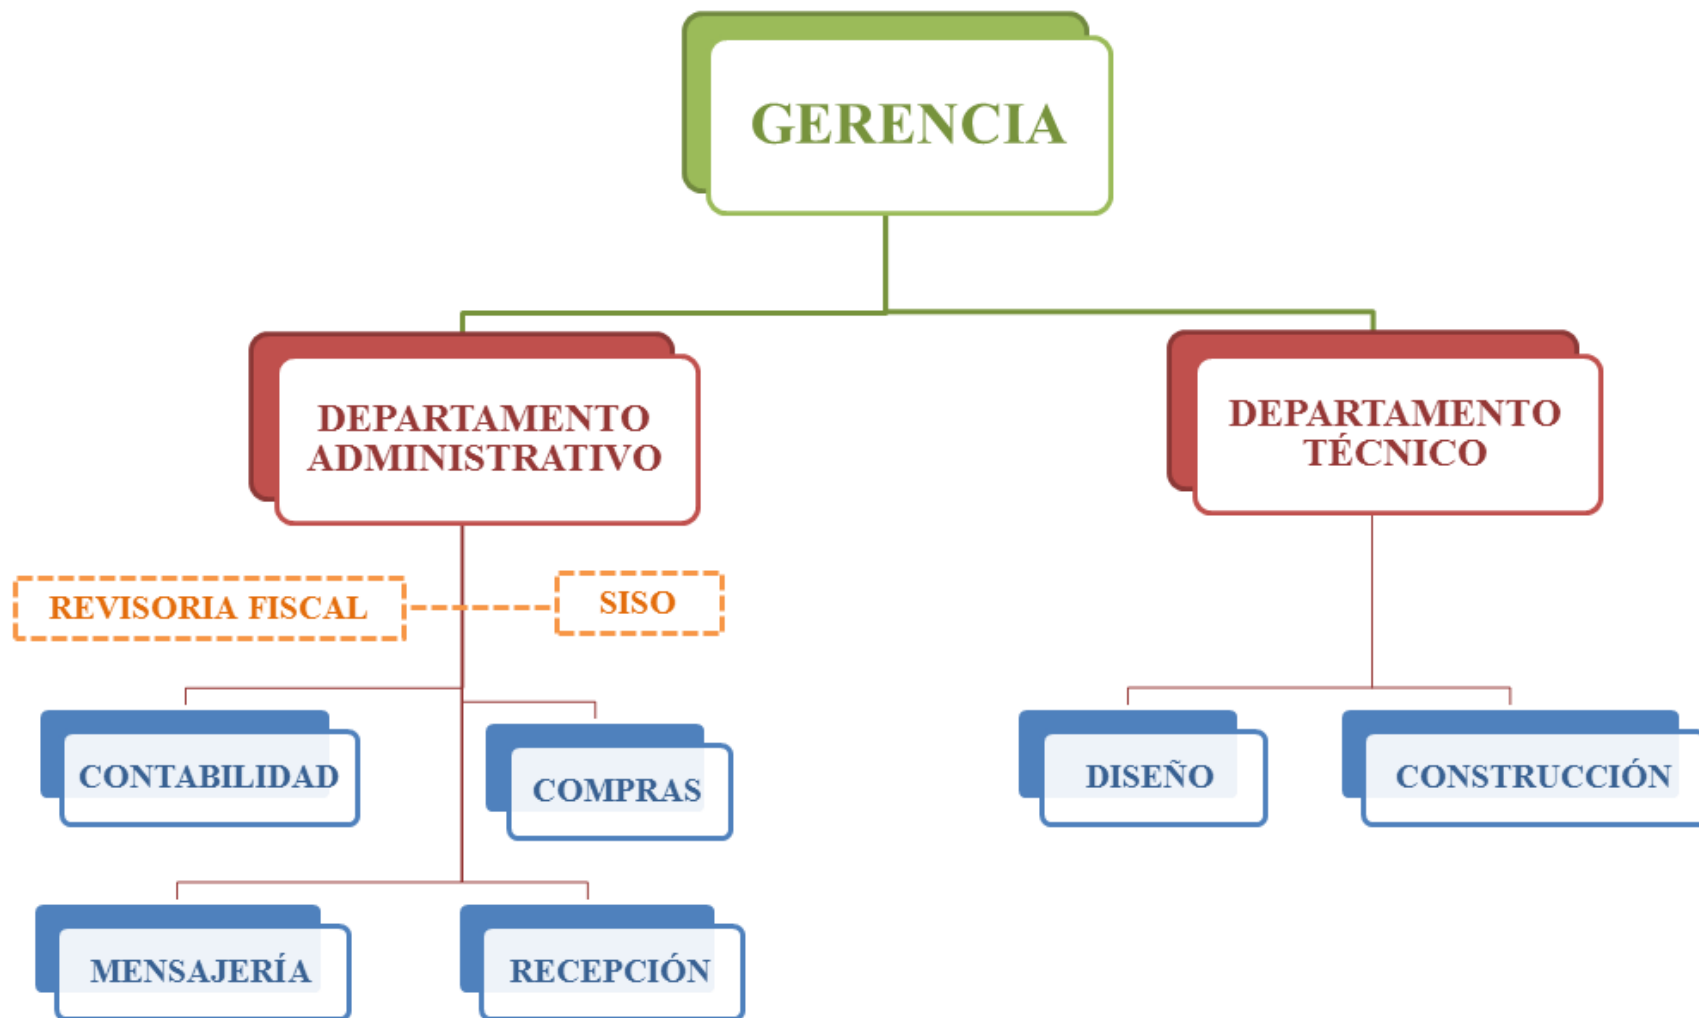 GERENCIA
DEPARTAMENTO
ADMINISTRATIVO
DEPARTAMENTO
TÉCNICO
REVISORIA FISCAL
SISO
CONTABILIDAD
COMPRAS
DISEÑO
CONSTRUCCIÓN
MENSAJERÍA
RECEPCIÓN